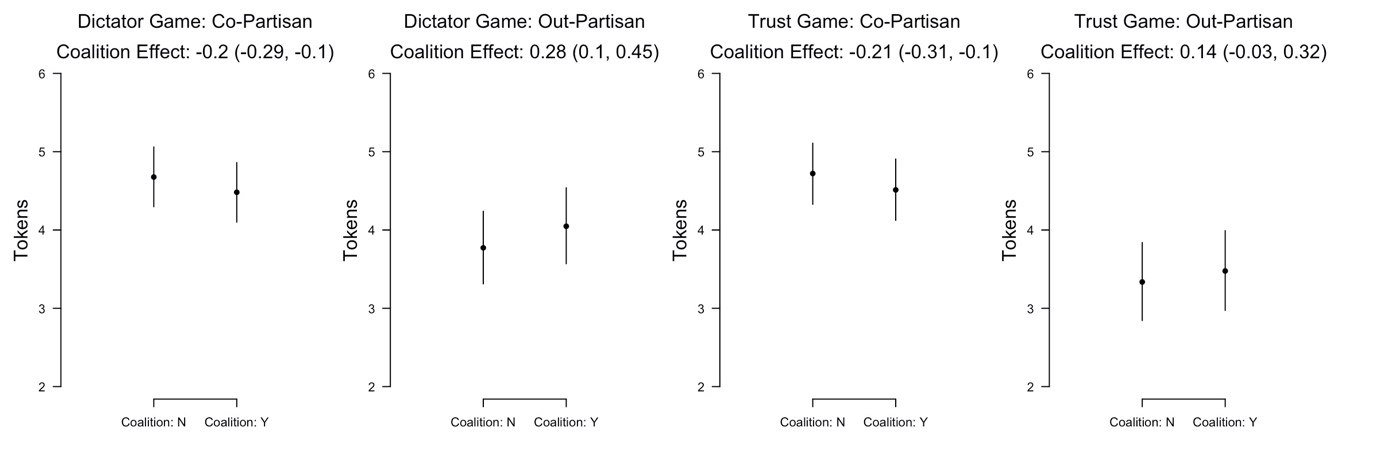 Dictator Game: Co-Partisan
Coalition Effect: -0.2 (-0.29, -0.1)
6
5
4
3
2
Tokens
Coalition: N Coalition: Y
Dictator Game: Out-Partisan
Coalition Effect: 0.28 (0.1, 0.45)
6
5
4
3
2
Tokens
Coalition: N Coalition: Y
Trust Game: Co-Partisan
Coalition Effect: -0.21 (-0.31, -0.1)
6
5
4
3
2
Tokens
Coalition: N Coalition: Y
Trust Game: Out-Partisan
Coalition Effect: 0.14 (-0.03, 0.32)
6
5
4
3
2
Tokens
Coalition: N Coalition: Y